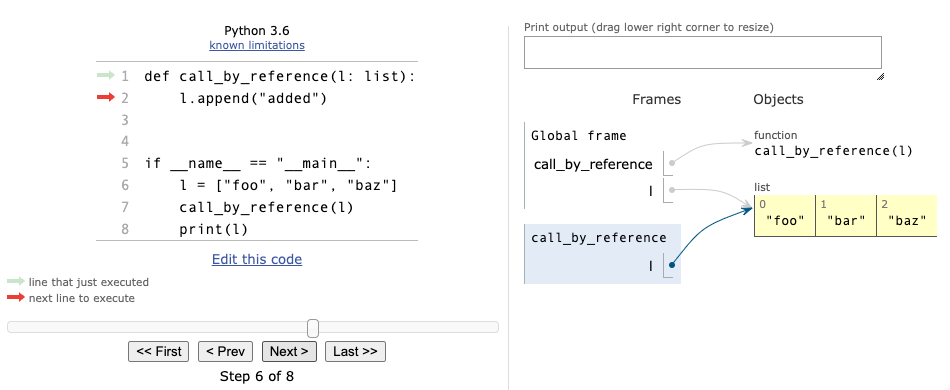 Python 3.6
known limitations
1 def call_by_reference(l: list):
2     l.append("added")
3
4
5 if __name__ == "__main__":
6     l = ["foo", "bar", "baz"]
7     call_by_reference(l)
8     print(l)
Edit this code
line that just executed
next line to execute
<< First < Prev Next > Last >>
Step 6 of 8
Print output (drag lower right corner to resize)
Frames Objects
Global frame
call_by_reference
l
function
call_by_reference(l)
list
0 1 2
"foo" "bar" "baz"
call_by_reference
l